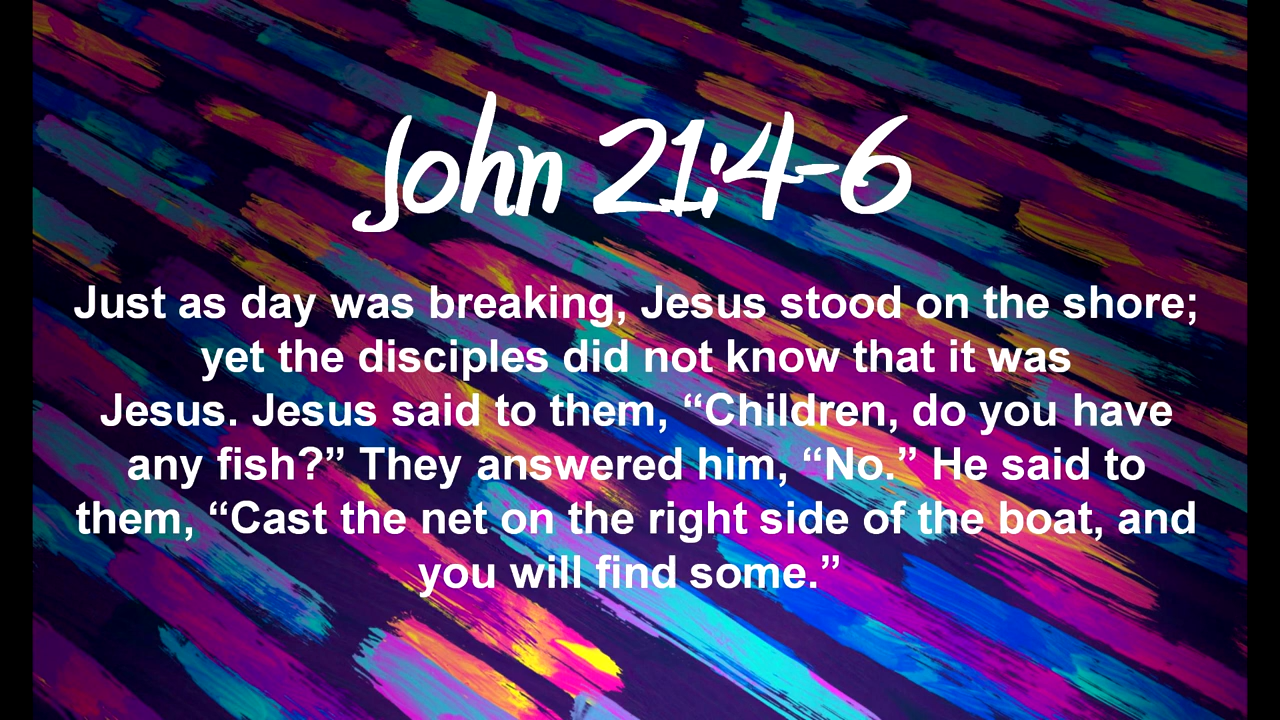 John 21:4-6
Just as day was breaking, Jesus stood on the shore;
yet the disciples did not know that it was
Jesus. Jesus said to them, “Children, do you have
any fish?” They answered him, “No.” He said to
them, “Cast the net on the right side of the boat, and
you will find some.”